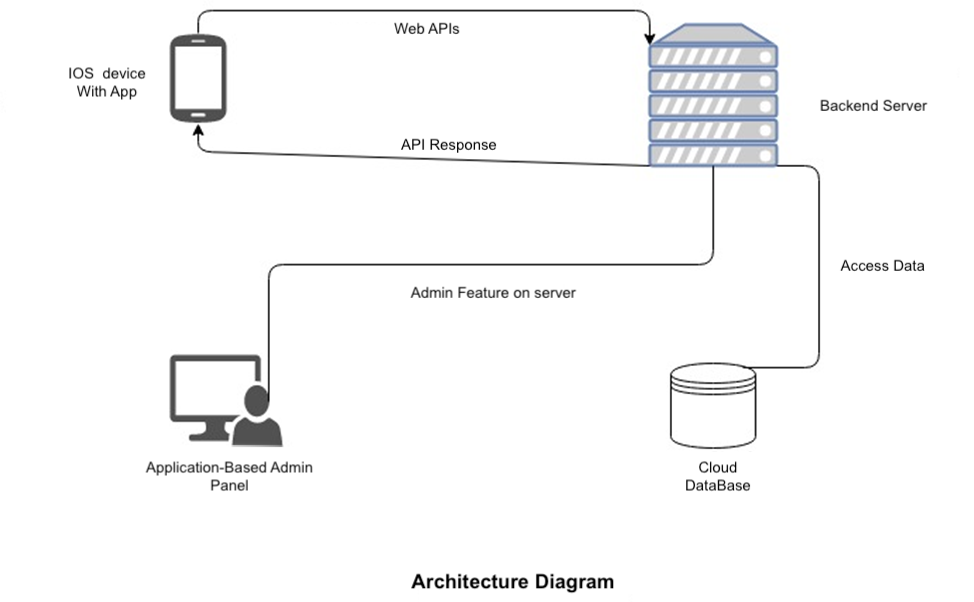 Web APIs
IOS device
With App
Backend Server
API Response
Access Data
Admin Feature on server
Application-Based Admin
Panel
Cloud
DataBase
Architecture Diagram